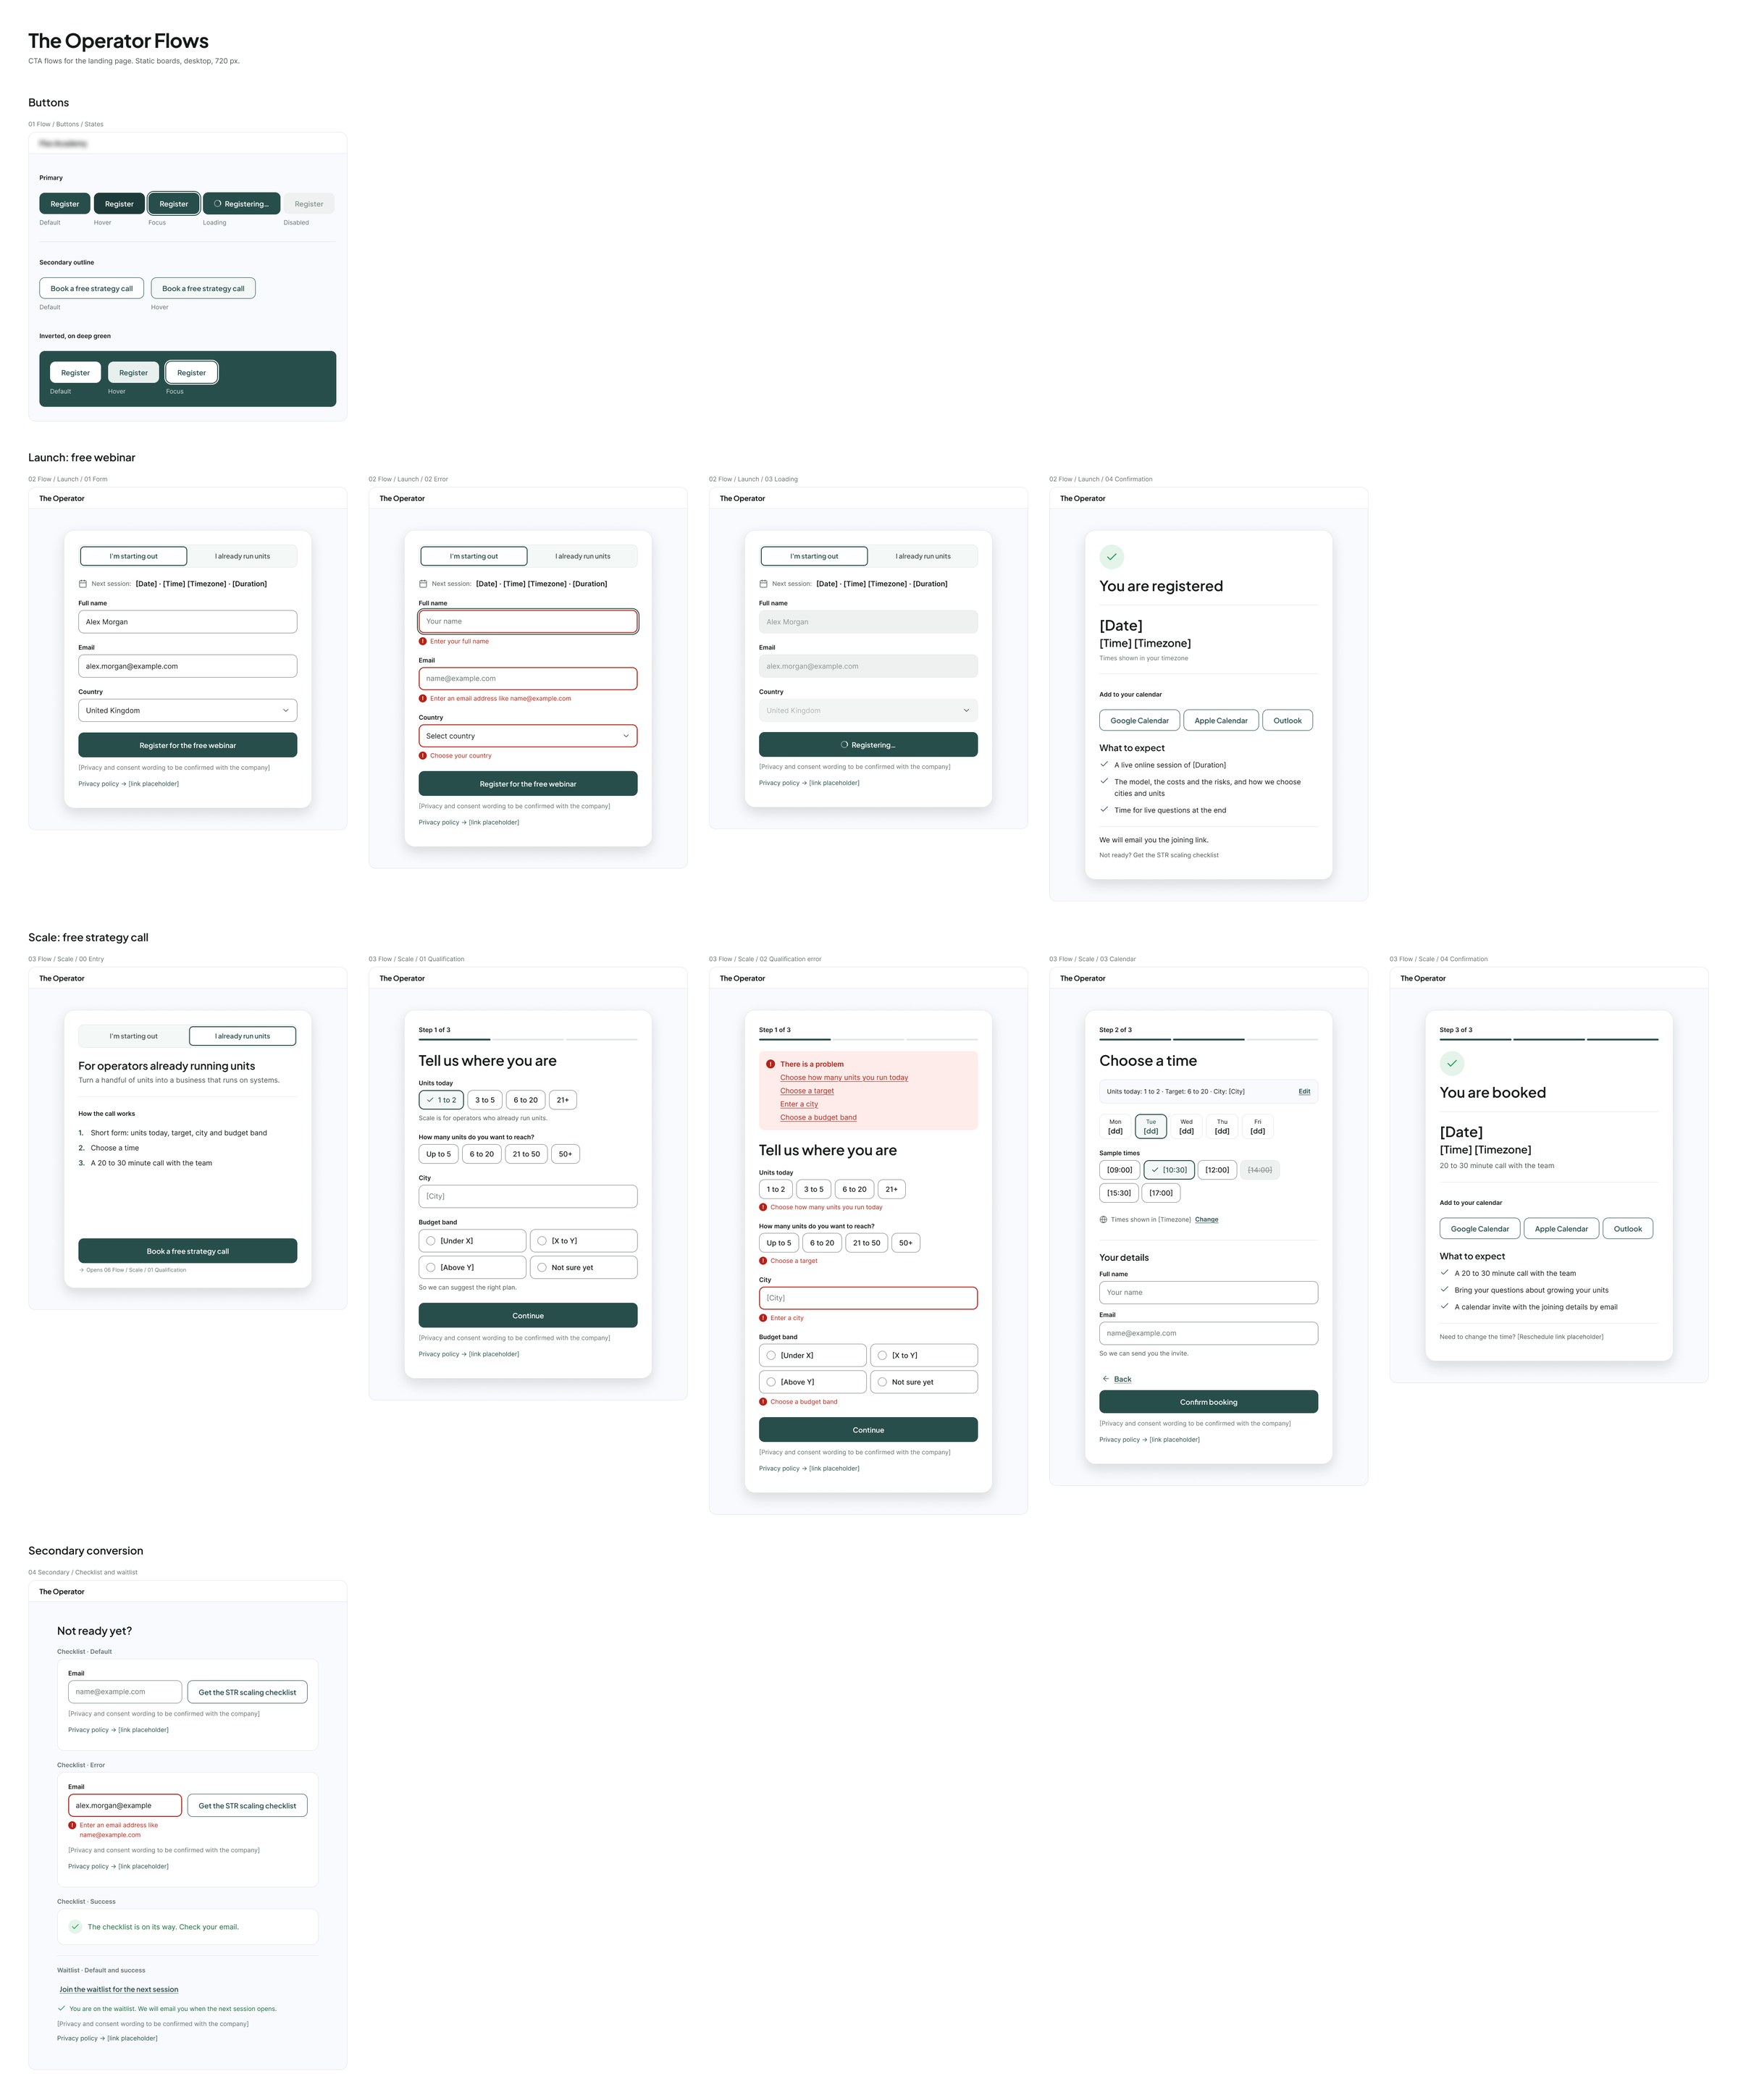 The Operator Flows
CTA flows for the landing page. Static boards, desktop, 720 px.
Buttons
01 Flow / Buttons / States
Primary
Register
Register
Register
Registering...
Register
Default
Hover
Focus
Loading
Disabled
Secondary outline
Book a free strategy call
Book a free strategy call
Default
Hover
Inverted, on deep green
Register
Register
Register
Default
Hover
Focus
Launch: free webinar
02 Flow / Launch / 01 Form
The Operator
I'm starting out
I already run units
Next session: [Date] · [Time] [Timezone] · [Duration]
Full name
Alex Morgan
Email
alex.morgan@example.com
Country
United Kingdom
Register for the free webinar
[Privacy and consent wording to be confirmed with the company]
Privacy policy → [link placeholder]
02 Flow / Launch / 02 Error
The Operator
I'm starting out
I already run units
Next session: [Date] · [Time] [Timezone] · [Duration]
Full name
Your name
Enter your full name
Email
name@example.com
Enter an email address like name@example.com
Country
Select country
Choose your country
Register for the free webinar
[Privacy and consent wording to be confirmed with the company]
Privacy policy → [link placeholder]
02 Flow / Launch / 03 Loading
The Operator
I'm starting out
I already run units
Next session: [Date] · [Time] [Timezone] · [Duration]
Full name
Alex Morgan
Email
alex.morgan@example.com
Country
United Kingdom
Registering...
[Privacy and consent wording to be confirmed with the company]
Privacy policy → [link placeholder]
02 Flow / Launch / 04 Confirmation
The Operator
You are registered
[Date]
[Time] [Timezone]
Times shown in your timezone
Add to your calendar
Google Calendar
Apple Calendar
Outlook
What to expect
A live online session of [Duration]
The model, the costs and the risks, and how we choose
cities and units
Time for live questions at the end
We will email you the joining link.
Not ready? Get the STR scaling checklist
Scale: free strategy call
03 Flow / Scale / 00 Entry
The Operator
I'm starting out
I already run units
For operators already running units
Turn a handful of units into a business that runs on systems.
How the call works
1. Short form: units today, target, city and budget band
2. Choose a time
3. A 20 to 30 minute call with the team
Book a free strategy call
→ Opens 06 Flow / Scale / 01 Qualification
03 Flow / Scale / 01 Qualification
The Operator
Step 1 of 3
Tell us where you are
Units today
1 to 2
3 to 5
6 to 20
21+
Scale is for operators who already run units.
How many units do you want to reach?
Up to 5
6 to 20
21 to 50
50+
City
[City]
Budget band
[Under X]
[X to Y]
[Above Y]
Not sure yet
So we can suggest the right plan.
Continue
[Privacy and consent wording to be confirmed with the company]
Privacy policy → [link placeholder]
03 Flow / Scale / 02 Qualification error
The Operator
Step 1 of 3
There is a problem
Choose how many units you run today
Choose a target
Enter a city
Choose a budget band
Tell us where you are
Units today
1 to 2
3 to 5
6 to 20
21+
Choose how many units you run today
How many units do you want to reach?
Up to 5
6 to 20
21 to 50
50+
Choose a target
City
[City]
Enter a city
Budget band
[Under X]
[X to Y]
[Above Y]
Not sure yet
Choose a budget band
Continue
[Privacy and consent wording to be confirmed with the company]
Privacy policy → [link placeholder]
03 Flow / Scale / 03 Calendar
The Operator
Step 2 of 3
Choose a time
Units today: 1 to 2 · Target: 6 to 20 · City: [City]
Edit
Mon
Tue
Wed
Thu
Fri
[dd]
[dd]
[dd]
[dd]
[dd]
Sample times
[09:00]
[10:30]
[12:00]
[14:00]
[15:30]
[17:00]
Times shown in [Timezone] Change
Your details
Full name
Your name
Email
name@example.com
So we can send you the invite.
← Back
Confirm booking
[Privacy and consent wording to be confirmed with the company]
Privacy policy → [link placeholder]
03 Flow / Scale / 04 Confirmation
The Operator
Step 3 of 3
You are booked
[Date]
[Time] [Timezone]
20 to 30 minute call with the team
Add to your calendar
Google Calendar
Apple Calendar
Outlook
What to expect
A 20 to 30 minute call with the team
Bring your questions about growing your units
A calendar invite with the joining details by email
Need to change the time? [Reschedule link placeholder]
Secondary conversion
04 Secondary / Checklist and waitlist
The Operator
Not ready yet?
Checklist · Default
Email
name@example.com
Get the STR scaling checklist
[Privacy and consent wording to be confirmed with the company]
Privacy policy → [link placeholder]
Checklist · Error
Email
alex.morgan@example
Get the STR scaling checklist
Enter an email address like
name@example.com
[Privacy and consent wording to be confirmed with the company]
Privacy policy → [link placeholder]
Checklist · Success
The checklist is on its way. Check your email.
Waitlist · Default and success
Join the waitlist for the next session
You are on the waitlist. We will email you when the next session opens.
[Privacy and consent wording to be confirmed with the company]
Privacy policy → [link placeholder]